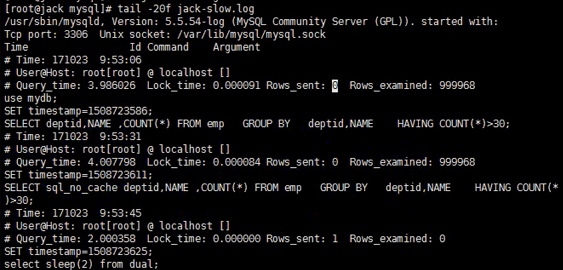 [root@jack mysql]# tail -20f jack-slow.log
/usr/sbin/mysqld, Version: 5.5.54-log (MySQL Community Server (GPL)). started with:
Tcp port: 3306  Unix socket: /var/lib/mysql/mysql.sock
Time                 Id Command    Argument
# Time: 171023  9:53:06
# User@Host: root[root] @ localhost []
# Query_time: 3.986026  Lock_time: 0.000091 Rows_sent: 0  Rows_examined: 999968
use mydb;
SET timestamp=1508723586;
SELECT deptid,NAME ,COUNT(*) FROM emp   GROUP BY   deptid,NAME    HAVING COUNT(*)>30;
# Time: 171023  9:53:31
# User@Host: root[root] @ localhost []
# Query_time: 4.007798  Lock_time: 0.000084 Rows_sent: 0  Rows_examined: 999968
SET timestamp=1508723611;
SELECT sql_no_cache deptid,NAME ,COUNT(*) FROM emp   GROUP BY   deptid,NAME    HAVING COUNT(*
)>30;
# Time: 171023  9:53:45
# User@Host: root[root] @ localhost []
# Query_time: 2.000358  Lock_time: 0.000000 Rows_sent: 1  Rows_examined: 0
SET timestamp=1508723625;
select sleep(2) from dual;